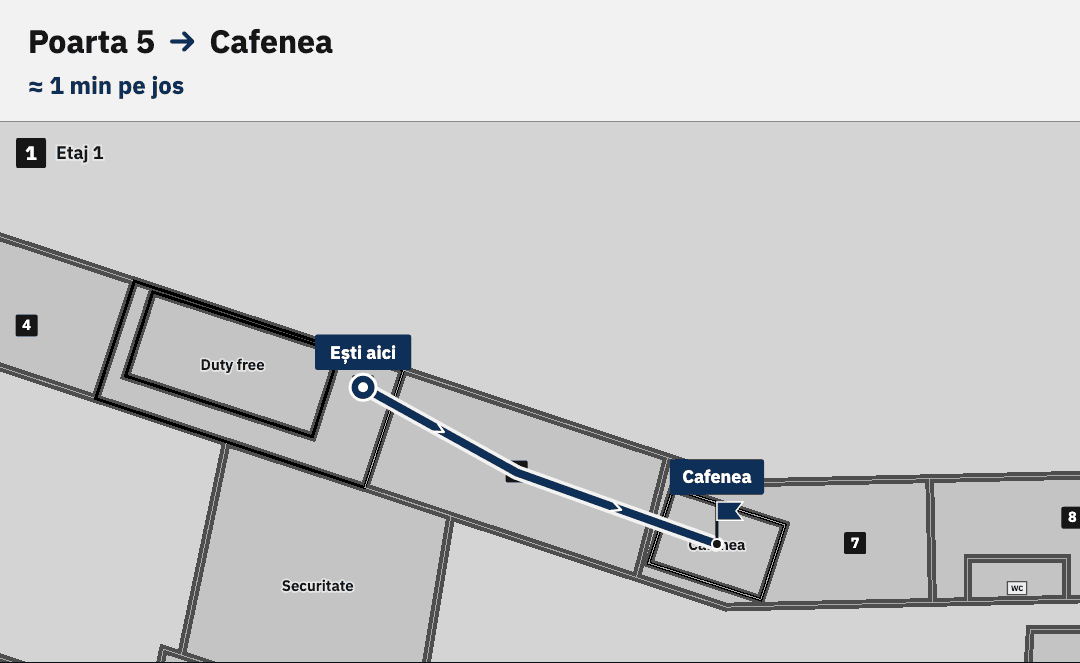 Poarta 5 → Cafenea
≈ 1 min pe jos
1 Etaj 1
4
Duty free
Ești aici
Cafenea
8
7
Securitate
wc